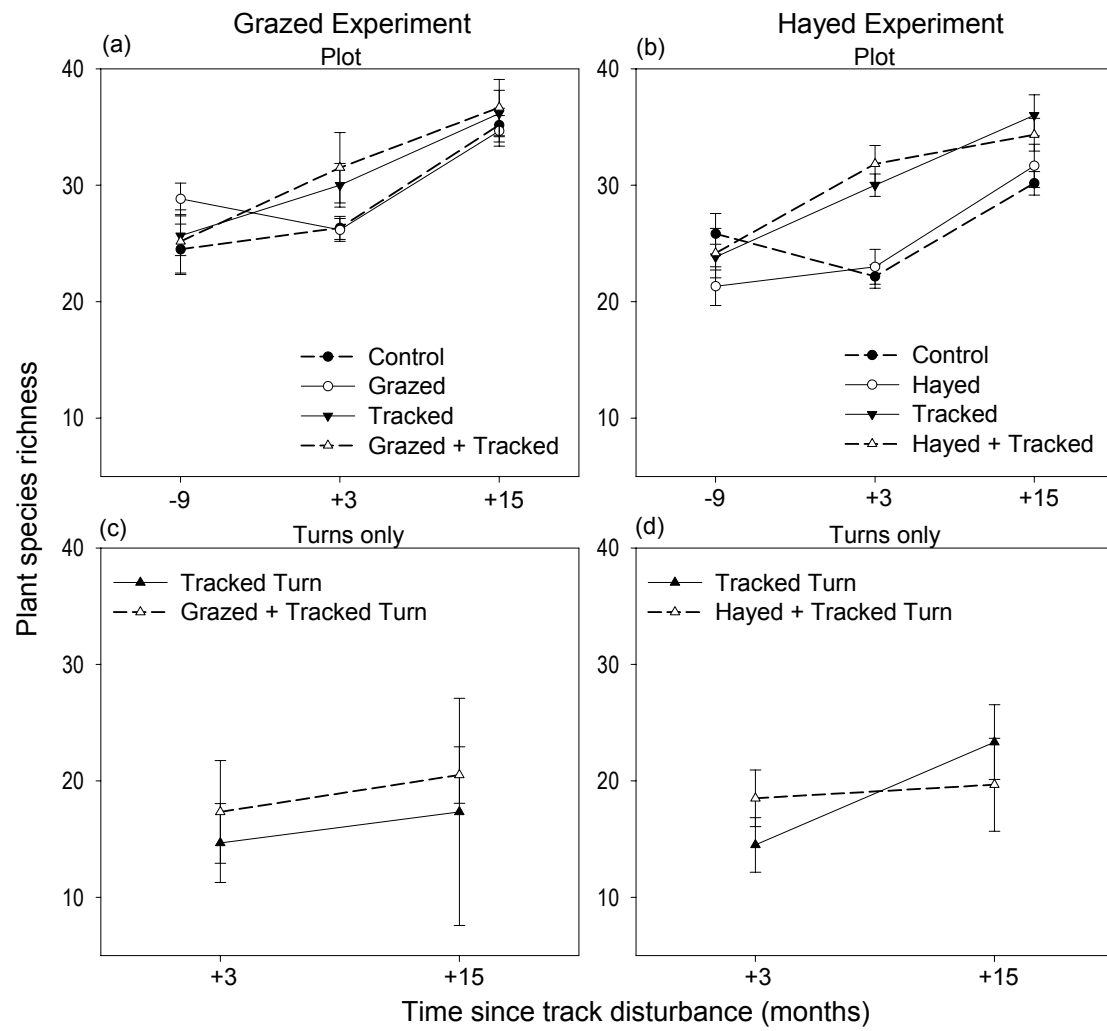 Grazed Experiment
Hayed Experiment
(a)
Plot
(b)
Plot
40
30
20
10
Control
Grazed
Tracked
Grazed + Tracked
-9
+3
+15
40
30
20
10
Control
Hayed
Tracked
Hayed + Tracked
-9
+3
+15
Plant species richness
(c)
Turns only
40
30
20
10
Tracked Turn
Grazed + Tracked Turn
+3
+15
(d)
Turns only
40
30
20
10
Tracked Turn
Hayed + Tracked Turn
+3
+15
Time since track disturbance (months)